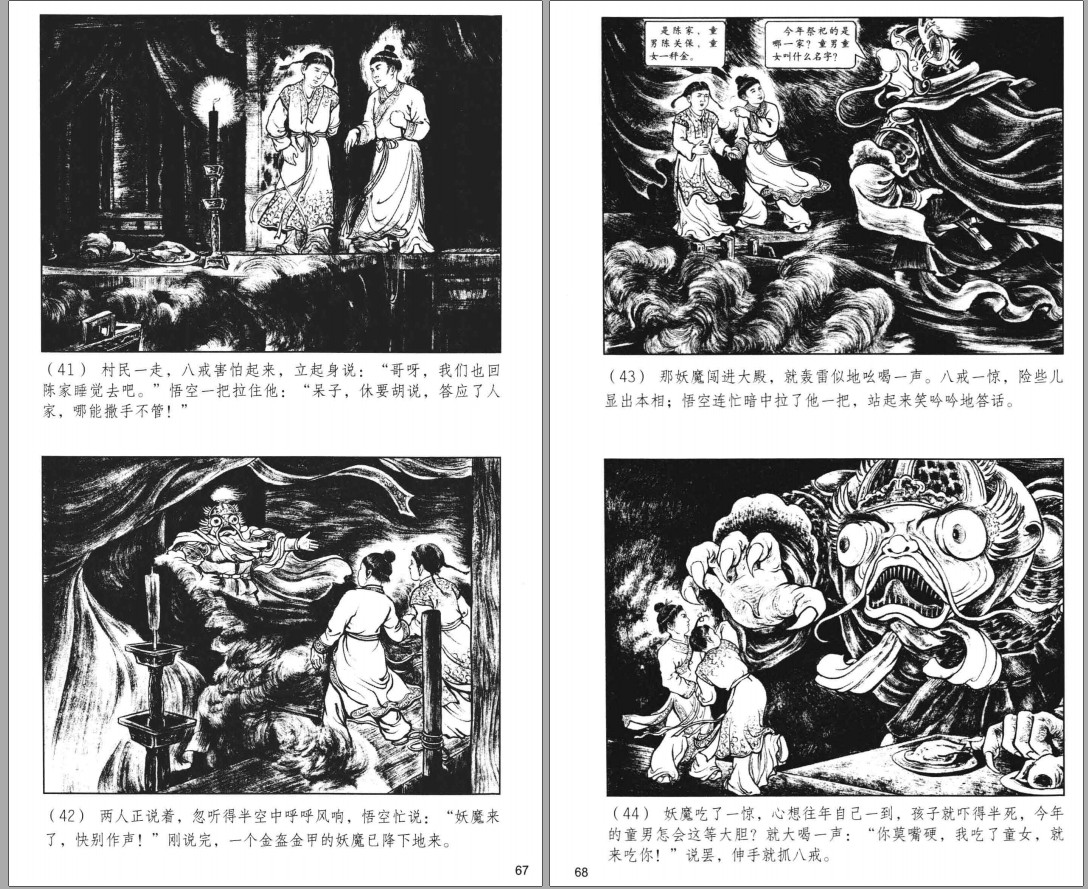 （41） 村民一走，八戒害怕起来，立起身说：“哥呀，我们也回
陈家睡觉去吧。”悟空一把拉住他：“呆子，休要胡说，答应了人
家，哪能撒手不管！”
（42） 两人正说着，忽听得半空中呼呼风响，悟空忙说：“妖魔来
了，快别作声！”刚说完，一个金盔金甲的妖魔已降下地来。
67
是陈家，童
男陈关保，童
女一秤金。
今年祭祀的是
哪一家？童男童
女叫什么名字？
（43） 那妖魔闯进大殿，就轰雷似地吆喝一声。八戒一惊，险些儿
显出本相；悟空连忙暗中拉了他一把，站起来笑吟吟地答话。
（44） 妖魔吃了一惊，心想往年自己一到，孩子就吓得半死，今年
的童男怎会这等大胆？就大喝一声：“你莫嘴硬，我吃了童女，就
来吃你！”说罢，伸手就抓八戒。
68